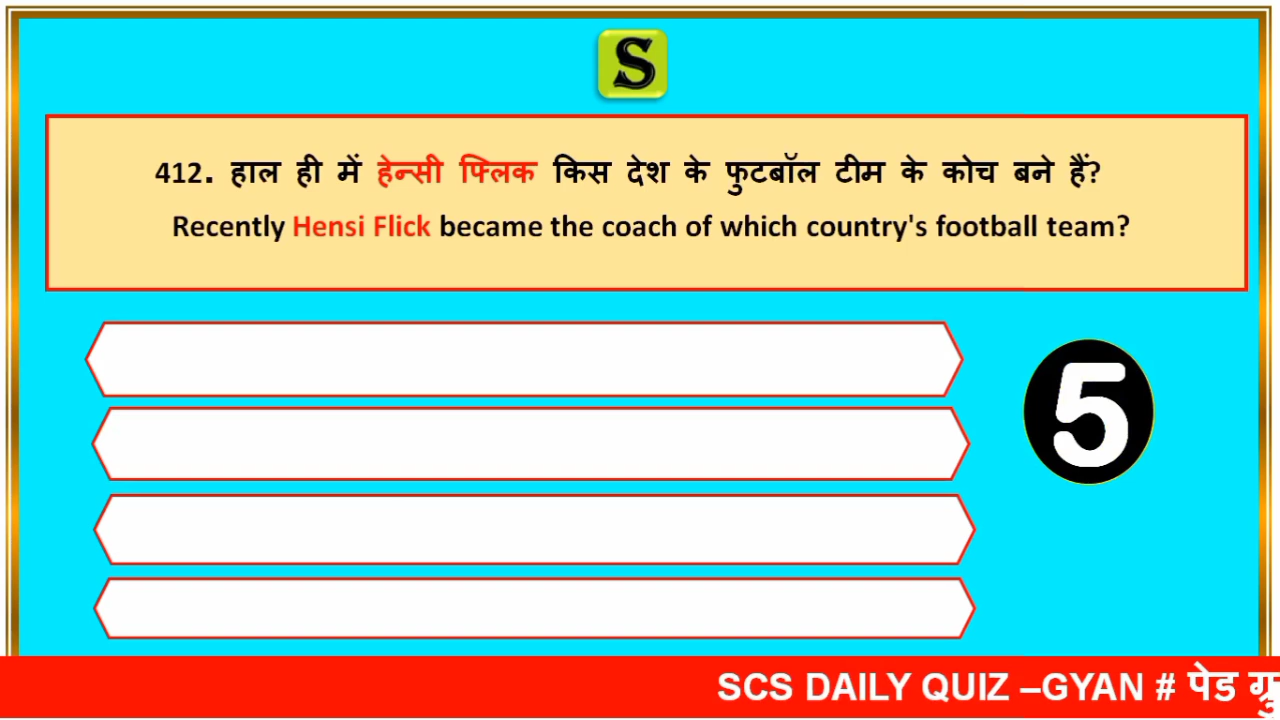 S
412. हाल ही में हेन्सी फ्लिक किस देश के फुटबॉल टीम के कोच बने हैं?
Recently Hensi Flick became the coach of which country's football team?
5
SCS DAILY QUIZ –GYAN # पेड ग्रु